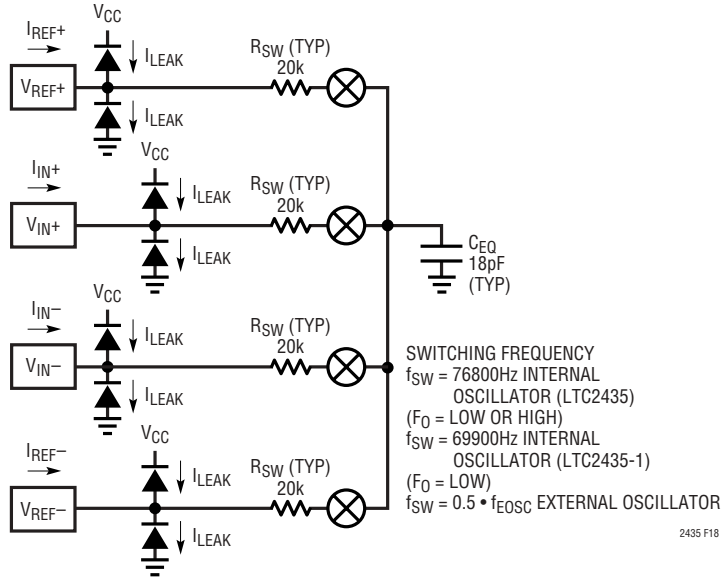 VCC
IREF+
ILEAK
RSW (TYP)
20k
VREF+
ILEAK
VCC
IIN+
ILEAK
RSW (TYP)
20k
VIN+
ILEAK
CEQ
18pF
(TYP)
VCC
IIN−
ILEAK
RSW (TYP)
20k
VIN−
ILEAK
VCC
IREF−
ILEAK
RSW (TYP)
20k
VREF−
ILEAK
SWITCHING FREQUENCY
fSW = 76800Hz INTERNAL
OSCILLATOR (LTC2435)
(FO = LOW OR HIGH)
fSW = 69900Hz INTERNAL
OSCILLATOR (LTC2435-1)
(FO = LOW)
fSW = 0.5 • fEOSC EXTERNAL OSCILLATOR
2435 F18